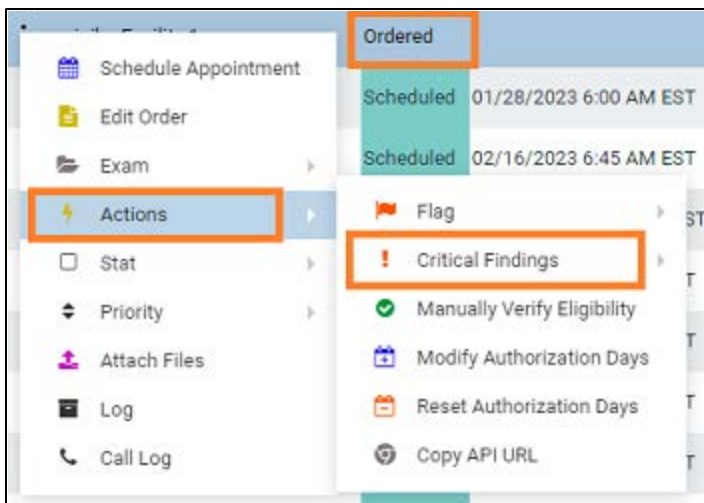 Facility
Ordered
Schedule Appointment
Scheduled 01/28/2023 6:00 AM EST
Edit Order
Scheduled 02/16/2023 6:45 AM EST
Exam
Actions
Flag
ST
Stat
Critical Findings
T
Priority
Manually Verify Eligibility
T
Attach Files
Modify Authorization Days
T
Log
Reset Authorization Days
T
Call Log
Copy API URL
T